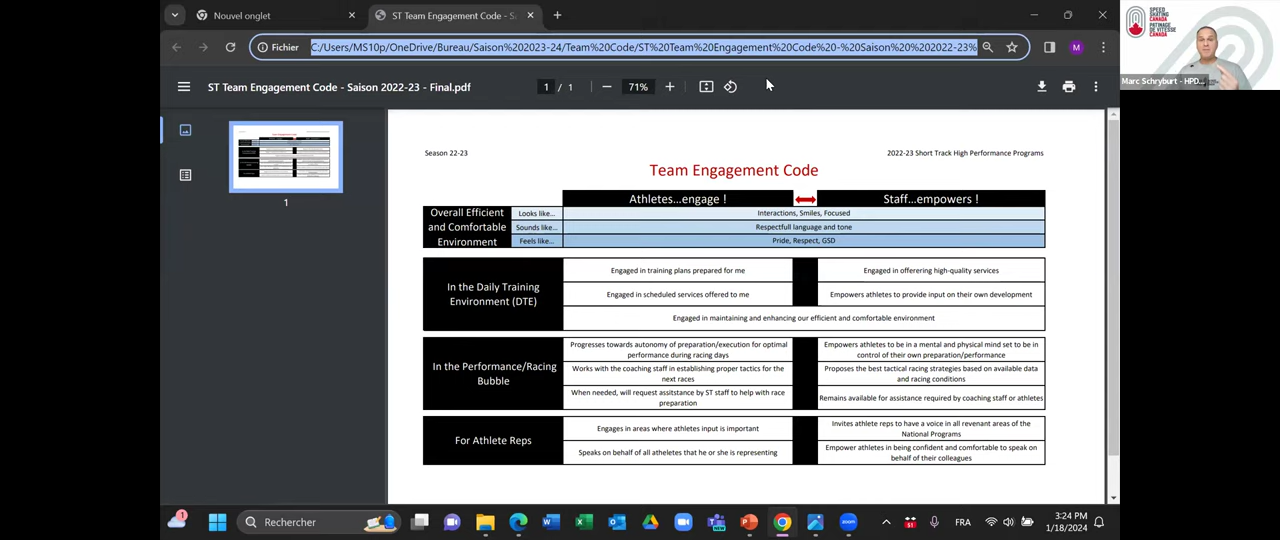 Nouvel onglet
ST Team Engagement Code - S
Fichier
C:/Users/MS10p/OneDrive/Bureau/Saison%202023-24/Team%20Code/ST%20Team%20Engagement%20Code%20-%20Saison%20%202022-23%
M
ST Team Engagement Code - Saison 2022-23 - Final.pdf
1 / 1
71%
1
Season 22-23
2022-23 Short Track High Performance Programs
Team Engagement Code
Athletes...engage !
Staff...empowers !
Overall Efficient and Comfortable Environment
Looks like...
Interactions, Smiles, Focused
Sounds like...
Respectfull language and tone
Feels like...
Pride, Respect, GSD
In the Daily Training
Environment (DTE)
Engaged in training plans prepared for me
Engaged in offerering high-quality services
Engaged in scheduled services offered to me
Empowers athletes to provide input on their own development
Engaged in maintaining and enhancing our efficient and comfortable environment
In the Performance/Racing
Bubble
Progresses towards autonomy of preparation/execution for optimal
performance during racing days
Empowers athletes to be in a mental and physical mind set to be in
control of their own preparation/performance
Works with the coaching staff in establishing proper tactics for the
next races
Proposes the best tactical racing strategies based on available data
and racing conditions
When needed, will request assitstance by ST staff to help with race
preparation
Remains available for assistance required by coaching staff or athletes
For Athlete Reps
Engages in areas where athletes input is important
Invites athlete reps to have a voice in all revenant areas of the
National Programs
Speaks on behalf of all atheletes that he or she is representing
Empower athletes in being confident and comfortable to speak on
behalf of their colleagues
SPEED
SKATING
CANADA
PATINAGE
DE VITESSE
CANADA
Marc Schryburt - HPD...
1
Rechercher
NEW
zoom
FRA
3:24 PM
1/18/2024